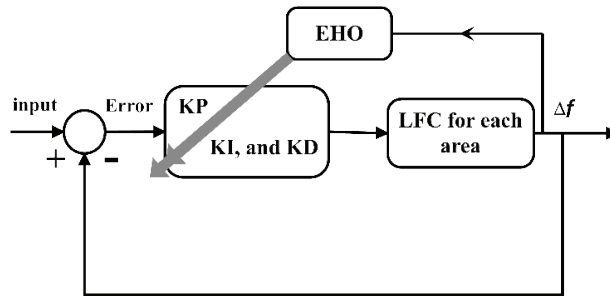 EHO
input
Error
KP
KI, and KD
LFC for each
area
Δf
+
-